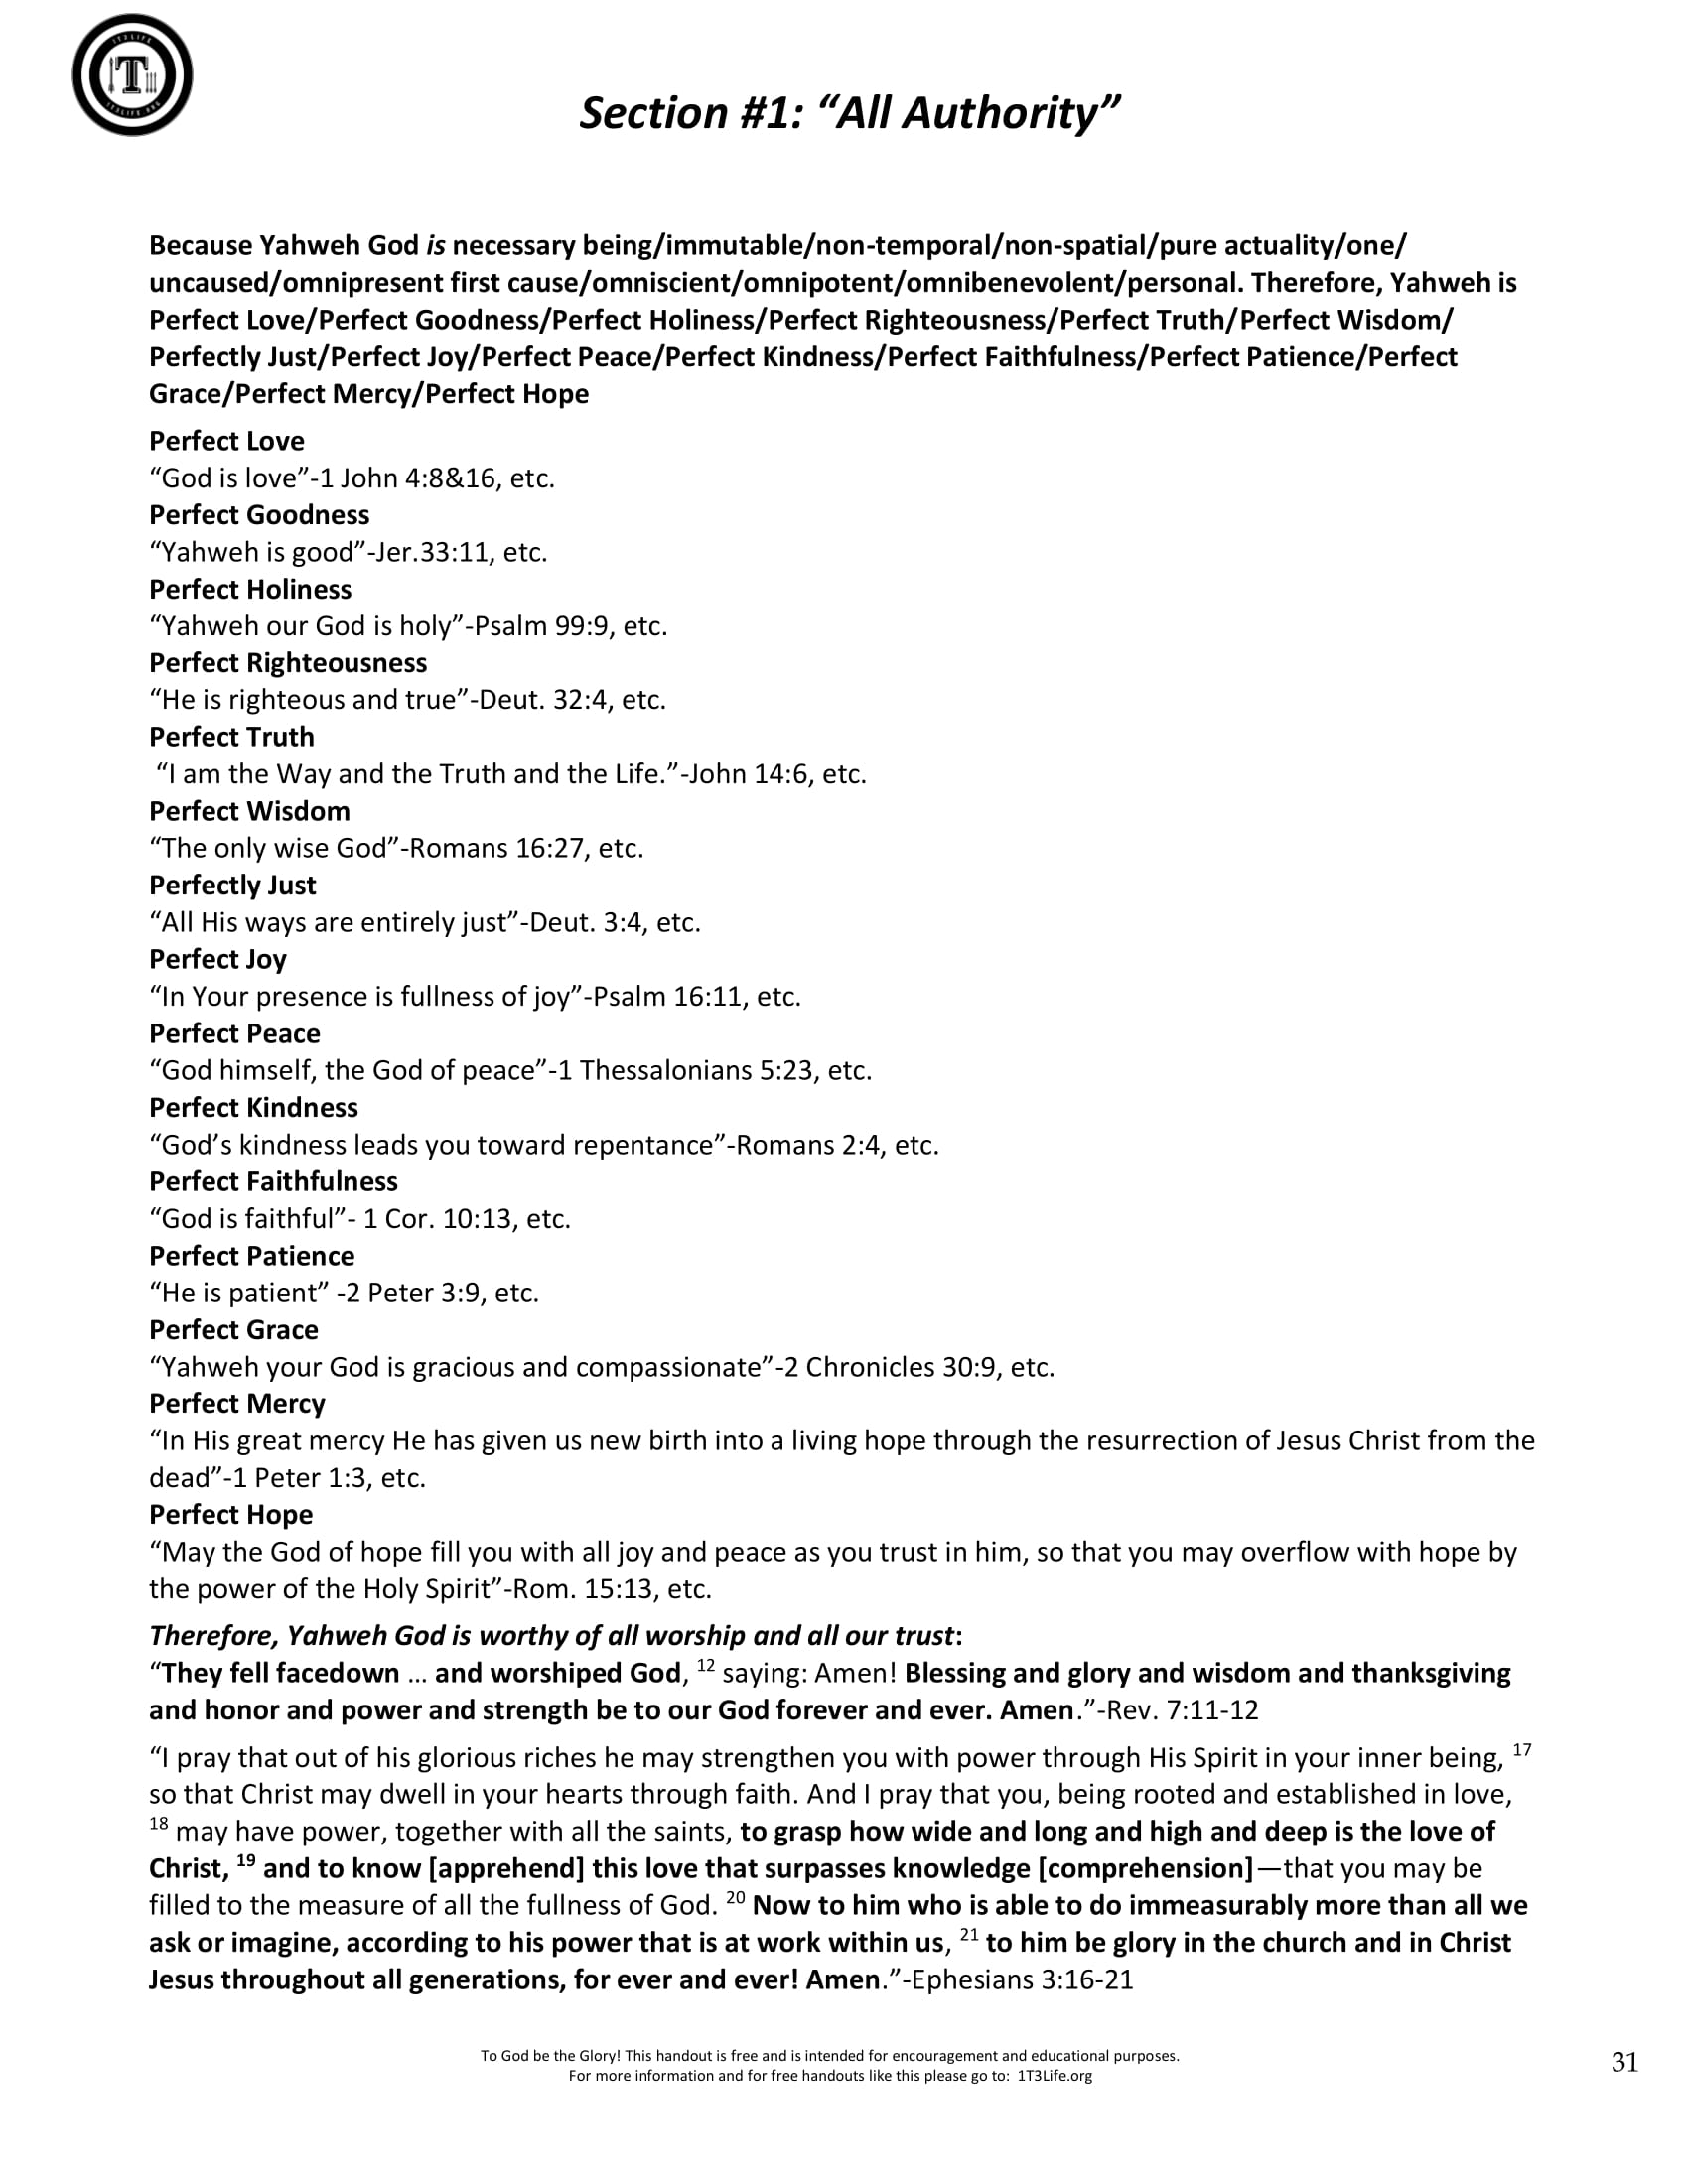 1T3LIFE
T
1T3LIFE.ORG
Section #1: “All Authority”
Because Yahweh God is necessary being/immutable/non-temporal/non-spatial/pure actuality/one/
uncaused/omnipresent first cause/omniscient/omnipotent/omnibenevolent/personal. Therefore, Yahweh is
Perfect Love/Perfect Goodness/Perfect Holiness/Perfect Righteousness/Perfect Truth/Perfect Wisdom/
Perfectly Just/Perfect Joy/Perfect Peace/Perfect Kindness/Perfect Faithfulness/Perfect Patience/Perfect
Grace/Perfect Mercy/Perfect Hope
Perfect Love
“God is love”-1 John 4:8&16, etc.
Perfect Goodness
“Yahweh is good”-Jer.33:11, etc.
Perfect Holiness
“Yahweh our God is holy”-Psalm 99:9, etc.
Perfect Righteousness
“He is righteous and true”-Deut. 32:4, etc.
Perfect Truth
“I am the Way and the Truth and the Life.”-John 14:6, etc.
Perfect Wisdom
“The only wise God”-Romans 16:27, etc.
Perfectly Just
“All His ways are entirely just”-Deut. 3:4, etc.
Perfect Joy
“In Your presence is fullness of joy”-Psalm 16:11, etc.
Perfect Peace
“God himself, the God of peace”-1 Thessalonians 5:23, etc.
Perfect Kindness
“God’s kindness leads you toward repentance”-Romans 2:4, etc.
Perfect Faithfulness
“God is faithful”- 1 Cor. 10:13, etc.
Perfect Patience
“He is patient” -2 Peter 3:9, etc.
Perfect Grace
“Yahweh your God is gracious and compassionate”-2 Chronicles 30:9, etc.
Perfect Mercy
“In His great mercy He has given us new birth into a living hope through the resurrection of Jesus Christ from the
dead”-1 Peter 1:3, etc.
Perfect Hope
“May the God of hope fill you with all joy and peace as you trust in him, so that you may overflow with hope by
the power of the Holy Spirit”-Rom. 15:13, etc.
Therefore, Yahweh God is worthy of all worship and all our trust:
“They fell facedown … and worshiped God, 12 saying: Amen! Blessing and glory and wisdom and thanksgiving
and honor and power and strength be to our God forever and ever. Amen.”-Rev. 7:11-12
“I pray that out of his glorious riches he may strengthen you with power through His Spirit in your inner being, 17
so that Christ may dwell in your hearts through faith. And I pray that you, being rooted and established in love,
18 may have power, together with all the saints, to grasp how wide and long and high and deep is the love of
Christ, 19 and to know [apprehend] this love that surpasses knowledge [comprehension]—that you may be
filled to the measure of all the fullness of God. 20 Now to him who is able to do immeasurably more than all we
ask or imagine, according to his power that is at work within us, 21 to him be glory in the church and in Christ
Jesus throughout all generations, for ever and ever! Amen.”-Ephesians 3:16-21
To God be the Glory! This handout is free and is intended for encouragement and educational purposes.
For more information and for free handouts like this please go to: 1T3Life.org
31